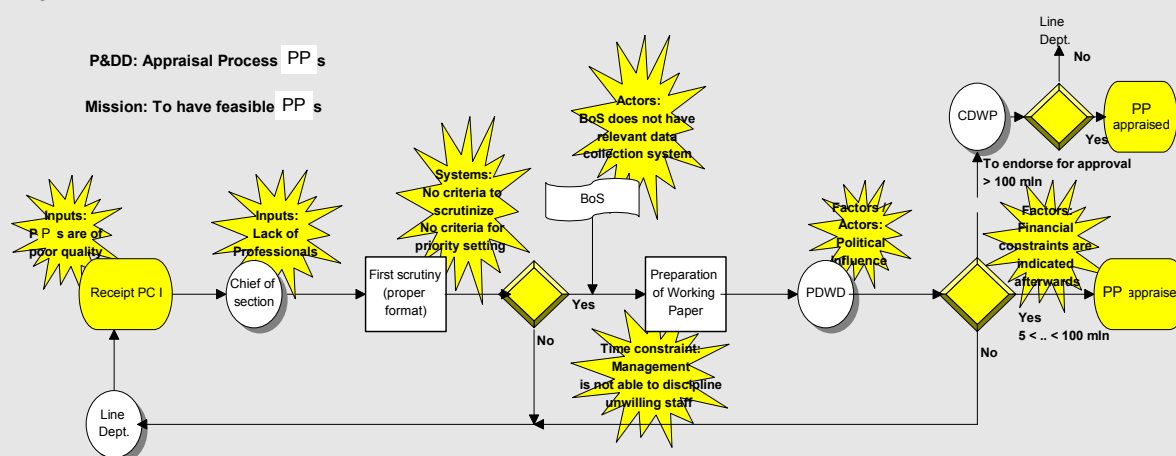 P&DD: Appraisal Process PP s
Mission: To have feasible PP s
Inputs:
P P s are of
poor quality
Receipt PC I
Line
Dept.
Inputs:
Lack of
Professionals
Chief of
section
First scrutiny
(proper
format)
Systems:
No criteria to
scrutinize
No criteria for
priority setting
Yes
No
Actors:
BoS does not have
relevant data
collection system
BoS
Preparation
of Working
Paper
Time constraint:
Management
is not able to discipline
unwilling staff
Factors /
Actors:
Political
Influence
PDWD
Yes
5 < .. < 100 mln
No
Factors:
Financial
constraints are
indicated
afterwards
PP appraise
To endorse for approval
> 100 mln
CDWP
Line
Dept.
No
Yes
PP
appraised